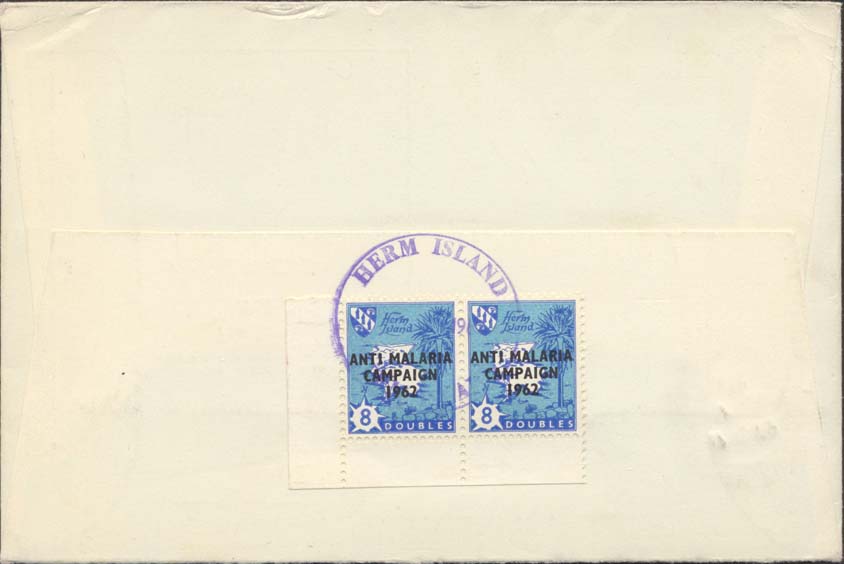 HERM ISLAND
Herm
Island
ANTI MALARIA
CAMPAIGN
1962
8 DOUBLES
Herm
Island
ANTI MALARIA
CAMPAIGN
1962
8 DOUBLES